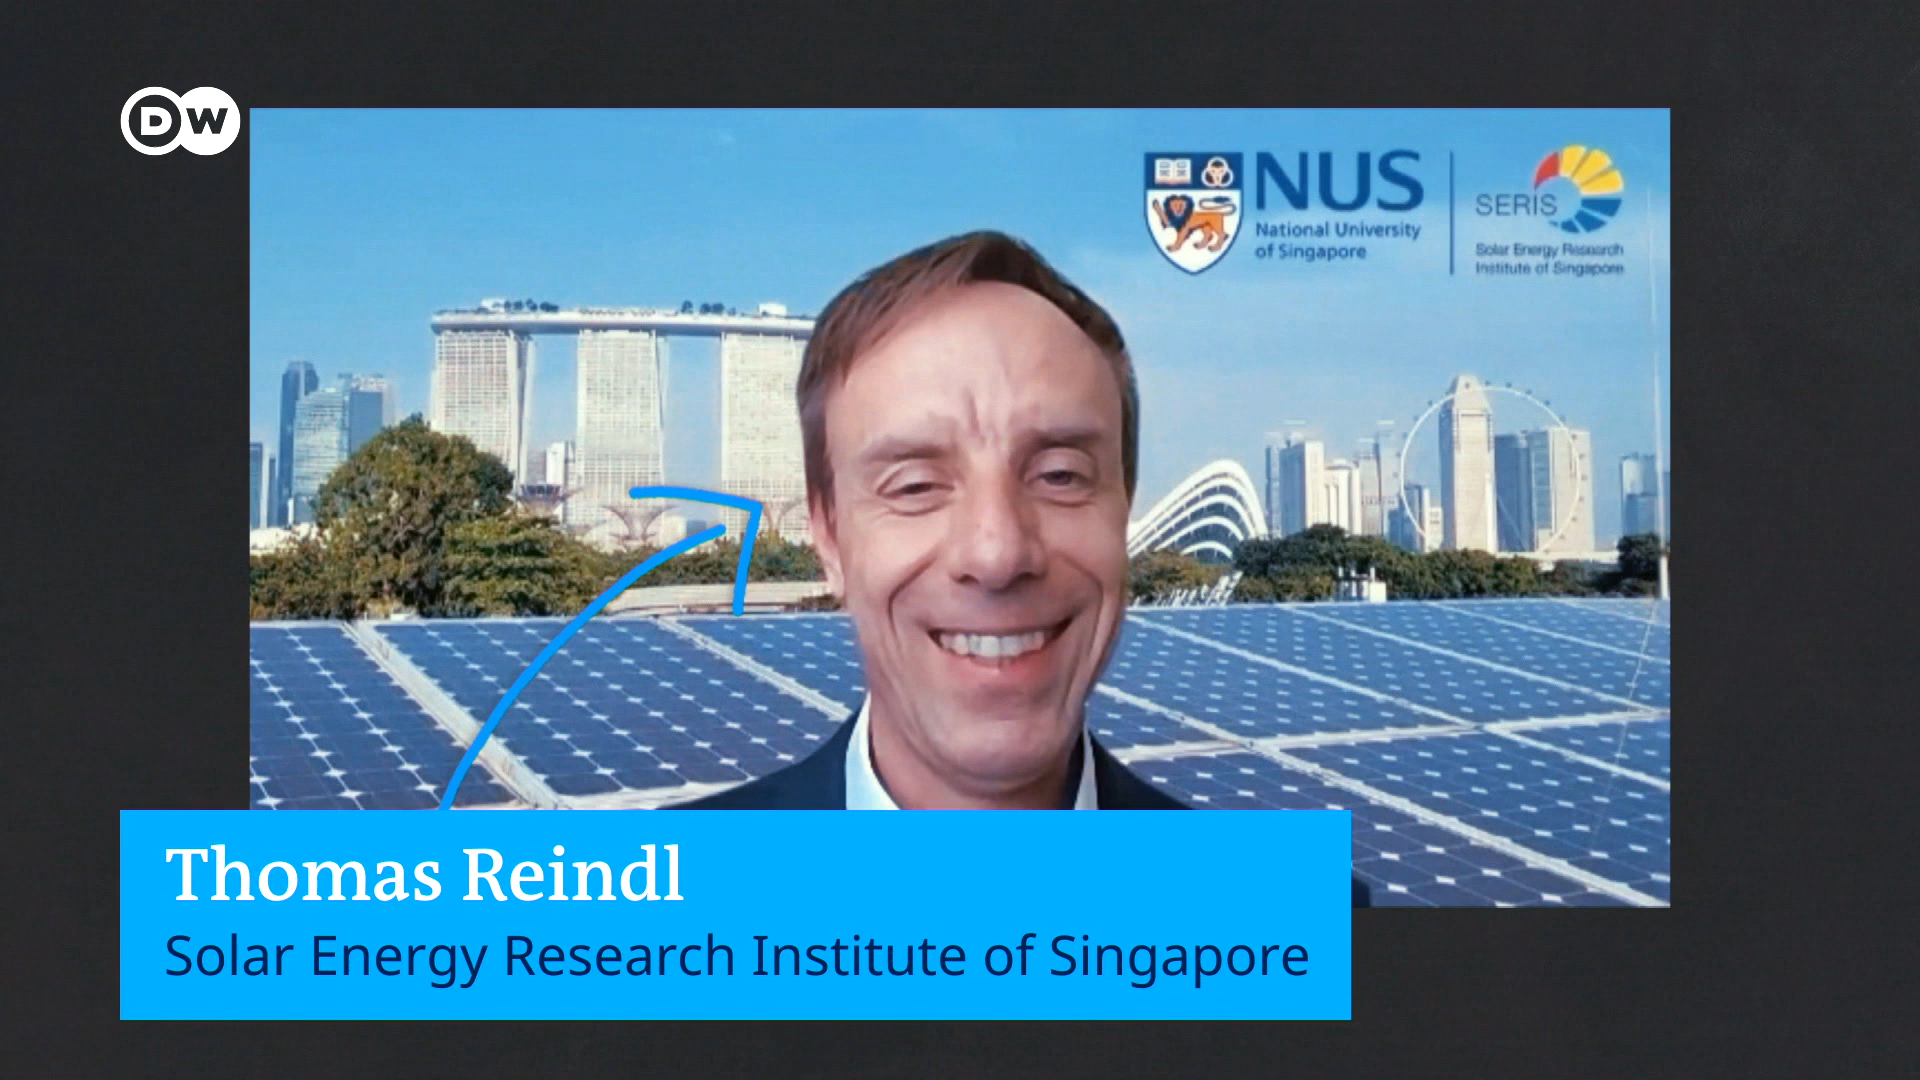 DW
NUS
National University
of Singapore
SERIS
Solar Energy Research
Institute of Singapore
Thomas Reindl
Solar Energy Research Institute of Singapore